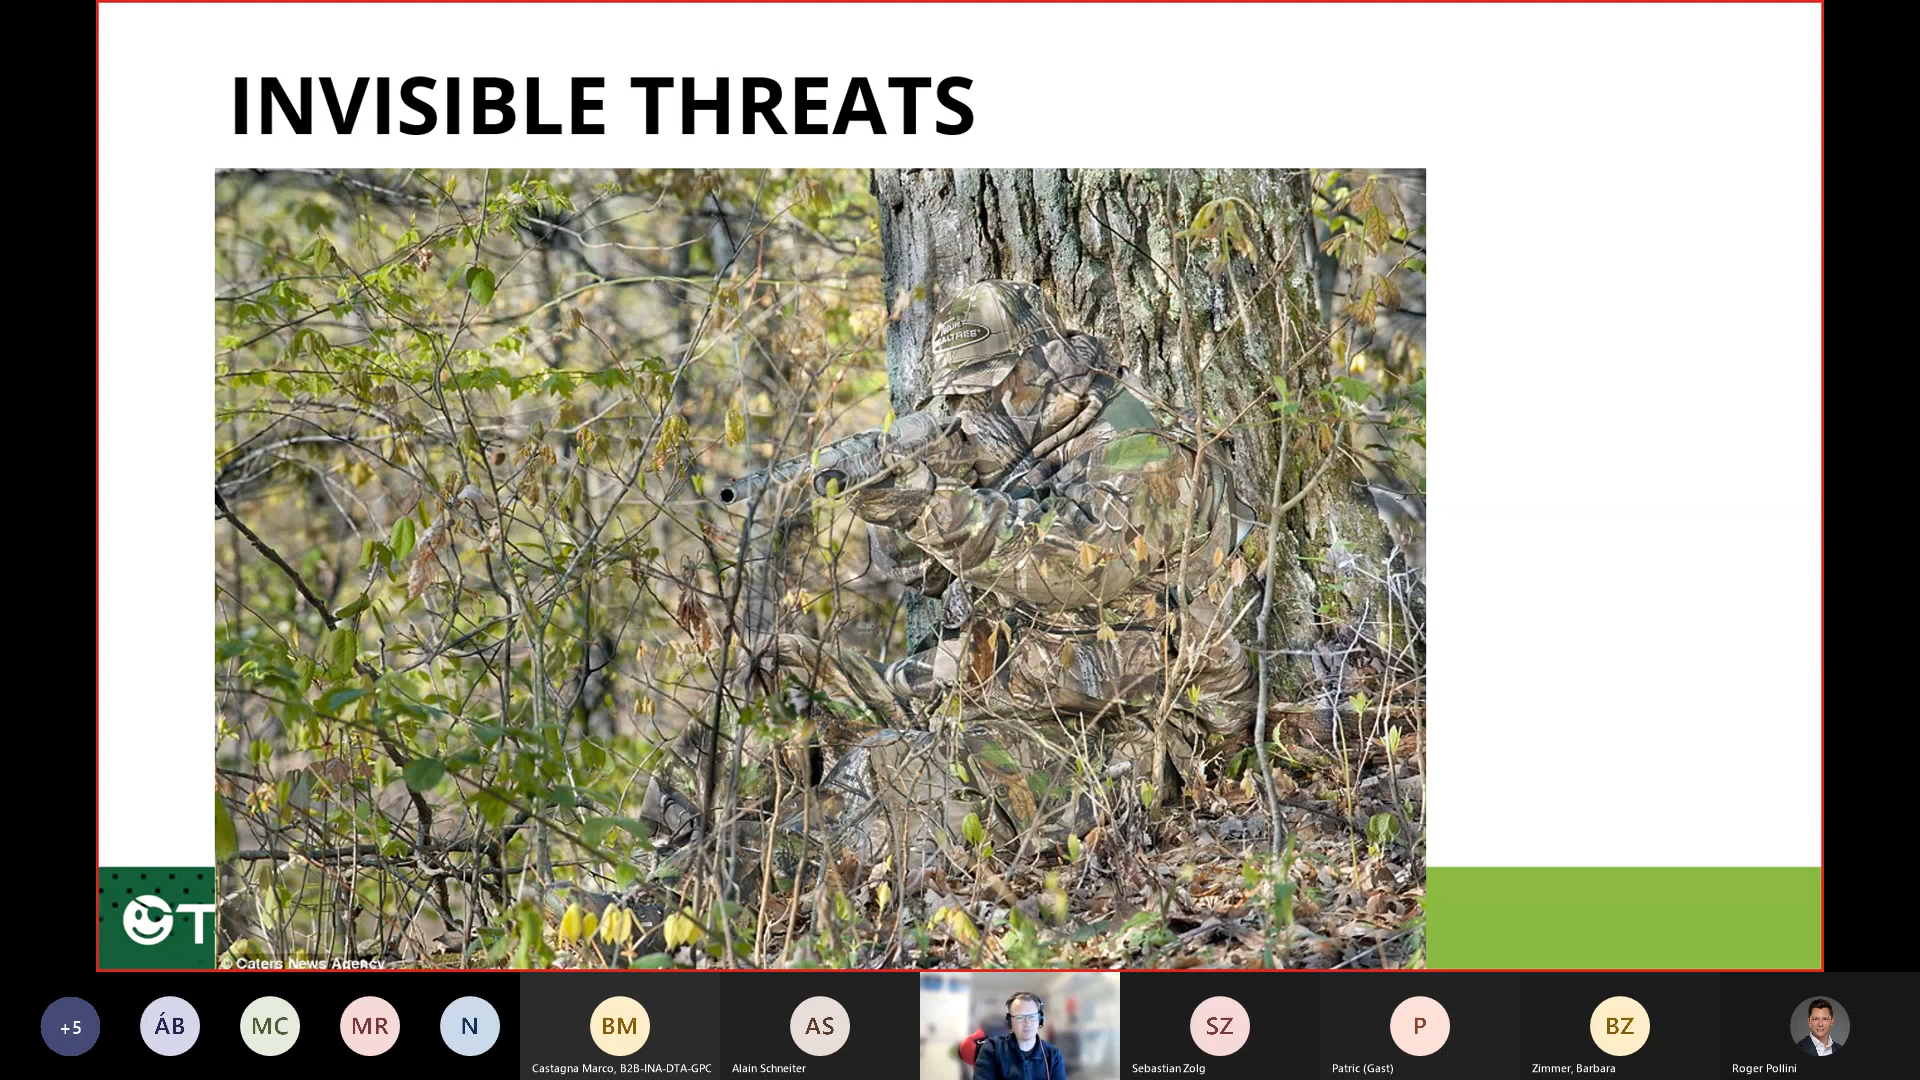 INVISIBLE THREATS
T
© Caters News Agency
+5
ÁB
MC
MR
N
BM
AS
SZ
P
BZ
Castagna Marco, B2B-INA-DTA-GPC
Alain Schneiter
Sebastian Zolg
Patric (Gast)
Zimmer, Barbara
Roger Pollini